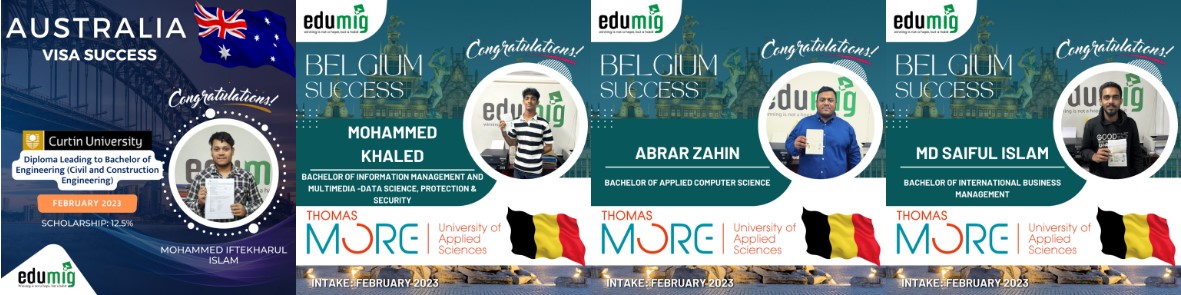 AUSTRALIA
VISA SUCCESS
Congratulations!
Curtin University
Diploma Leading to Bachelor of
Engineering (Civil and Construction
Engineering)
FEBRUARY 2023
SCHOLARSHIP: 12.5%
MOHAMMED IFTEKHARUL
ISLAM
edumig
edumig
Congratulations!
BELGIUM
SUCCESS
MOHAMMED
KHALED
BACHELOR OF INFORMATION MANAGEMENT AND
MULTIMEDIA -DATA SCIENCE, PROTECTION &
SECURITY
THOMAS
MORE
University of
Applied
Sciences
INTAKE: FEBRUARY 2023
edumig
Congratulations!
BELGIUM
SUCCESS
edumig
ABRAR ZAHIN
BACHELOR OF APPLIED COMPUTER SCIENCE
THOMAS
MORE
University of
Applied
Sciences
INTAKE: FEBRUARY 2023
edumig
Congratulations!
BELGIUM
SUCCESS
MD SAIFUL ISLAM
BACHELOR OF INTERNATIONAL BUSINESS
MANAGEMENT
THOMAS
MORE
University of
Applied
Sciences
INTAKE: FEBRUARY 2023